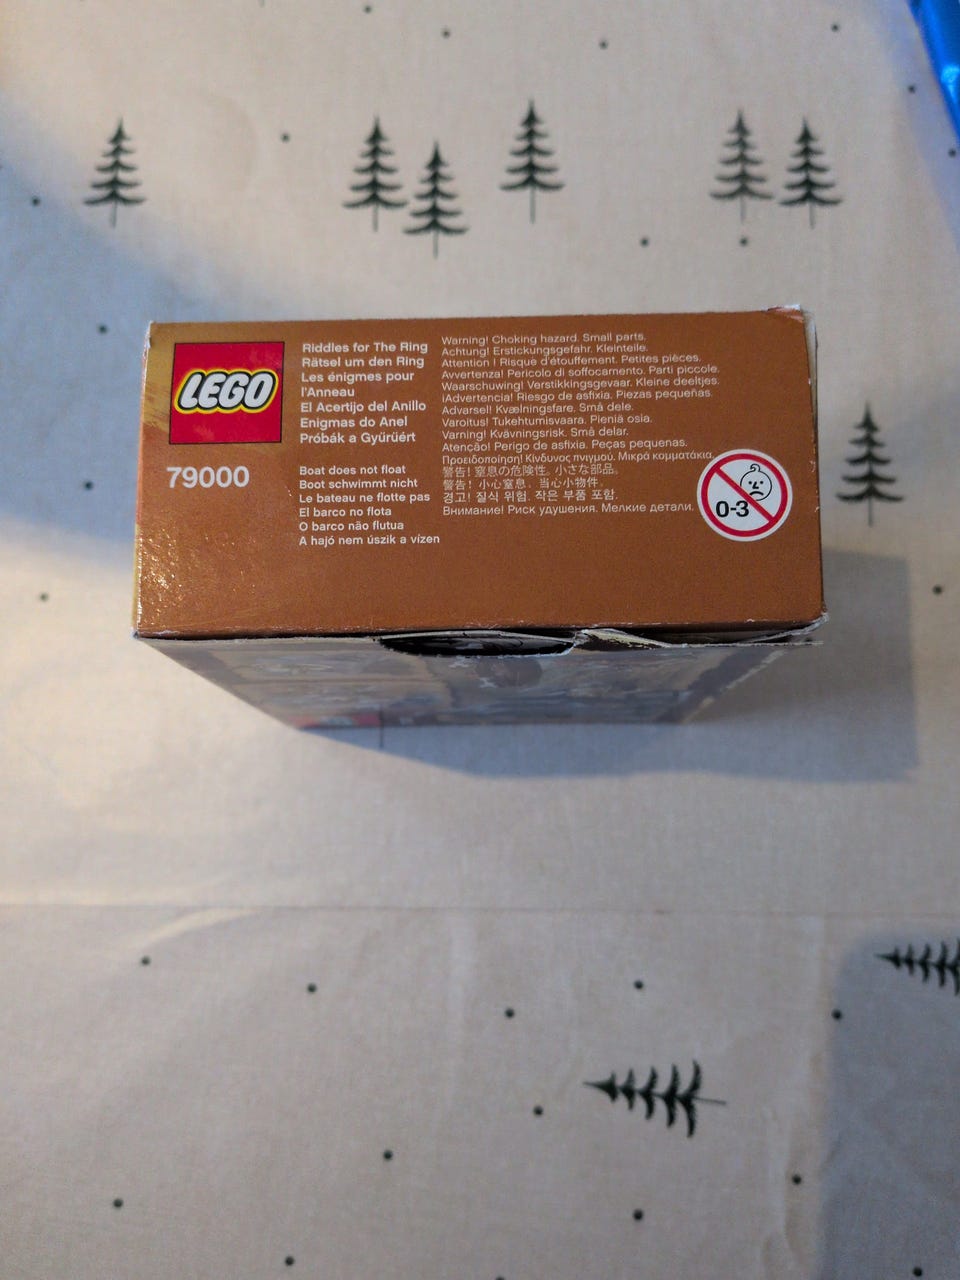 LEGO
79000
Riddles for The Ring
Rätsel um den Ring
Les énigmes pour
l'Anneau
El Acertijo del Anillo
Enigmas do Anel
Próbák a Gyűrűért
Boat does not float
Boot schwimmt nicht
Le bateau ne flotte pas
El barco no flota
O barco não flutua
A hajó nem úszik a vízen
Warning! Choking hazard. Small parts.
Achtung! Erstickungsgefahr. Kleinteile.
Attention ! Risque d'étouffement. Petites pièces.
Avvertenza! Pericolo di soffocamento. Parti piccole.
Waarschuwing! Verstikkingsgevaar. Kleine deeltjes.
¡Advertencia! Riesgo de asfixia. Piezas pequeñas.
Advarsel! Kvælningsfare. Små dele.
Varoitus! Tukehtumisvaara. Pieniä osia.
Varning! Kvävningsrisk. Små delar.
Atenção! Perigo de asfixia. Peças pequenas.
Προειδοποίηση! Κίνδυνος πνιγμού. Μικρά κομματάκια.
警告! 窒息の危険性。小さな部品。
警告! 小心窒息. 当心小物件.
경고! 질식 위험. 작은 부품 포함.
Внимание! Риск удушения. Мелкие детали.
0-3